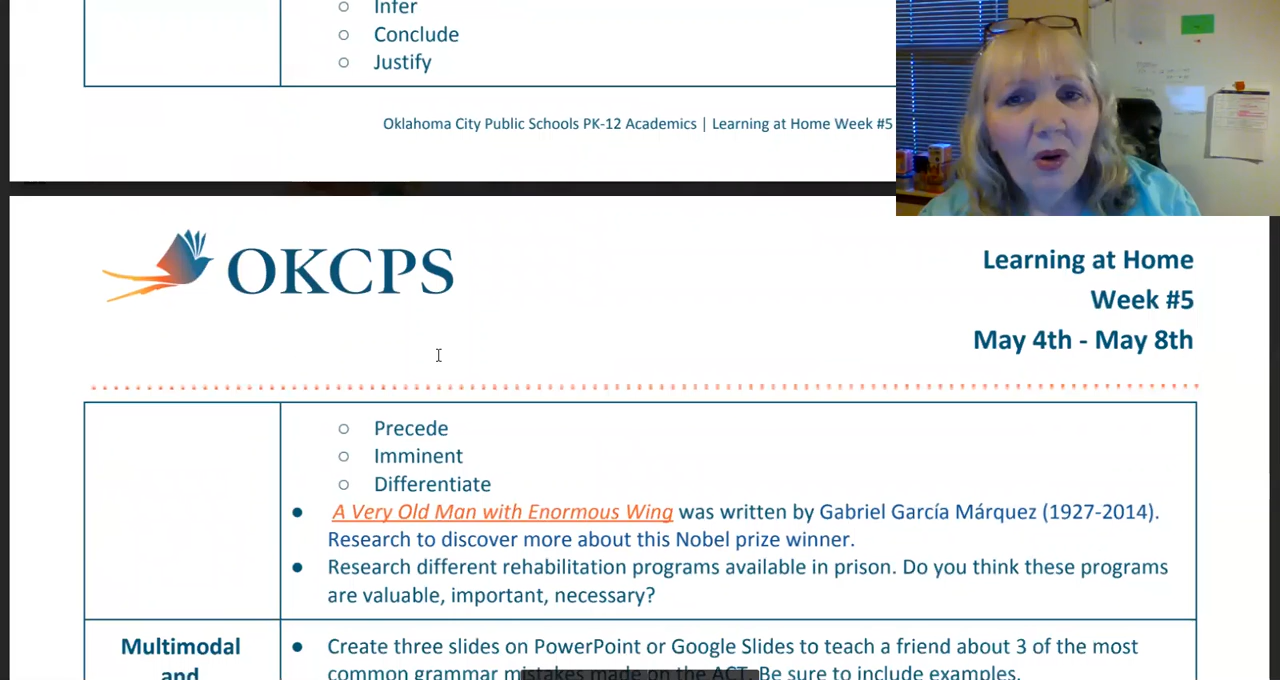 ○ Infer
○ Conclude
○ Justify
Oklahoma City Public Schools PK-12 Academics | Learning at Home Week #5
OKCPS
Learning at Home
Week #5
May 4th - May 8th
○ Precede
○ Imminent
○ Differentiate
● A Very Old Man with Enormous Wing was written by Gabriel García Márquez (1927-2014).
Research to discover more about this Nobel prize winner.
● Research different rehabilitation programs available in prison. Do you think these programs
are valuable, important, necessary?
Multimodal
and
● Create three slides on PowerPoint or Google Slides to teach a friend about 3 of the most
common grammar mistakes made on the ACT. Be sure to include examples.